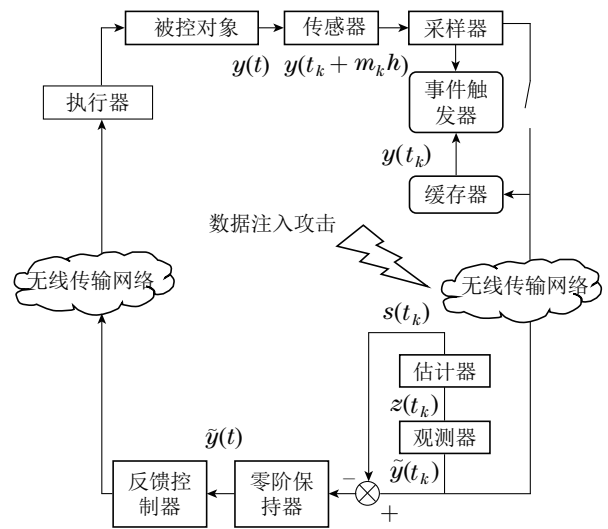 被控对象
传感器
采样器
y(t)
y(t_k + m_k h)
执行器
事件触
发器
y(t_k)
缓存器
数据注入攻击
无线传输网络
无线传输网络
s(t_k)
估计器
z(t_k)
观测器
ỹ(t)
ỹ(t_k)
反馈控
制器
零阶保
持器
−
+